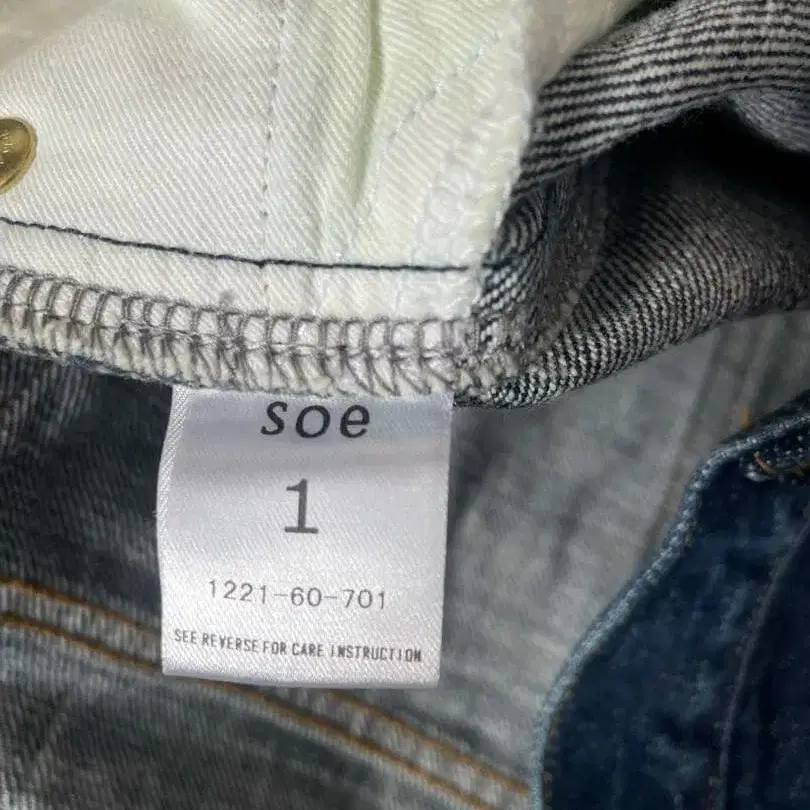 soe
1
1221-60-701
SEE REVERSE FOR CARE INSTRUCTION